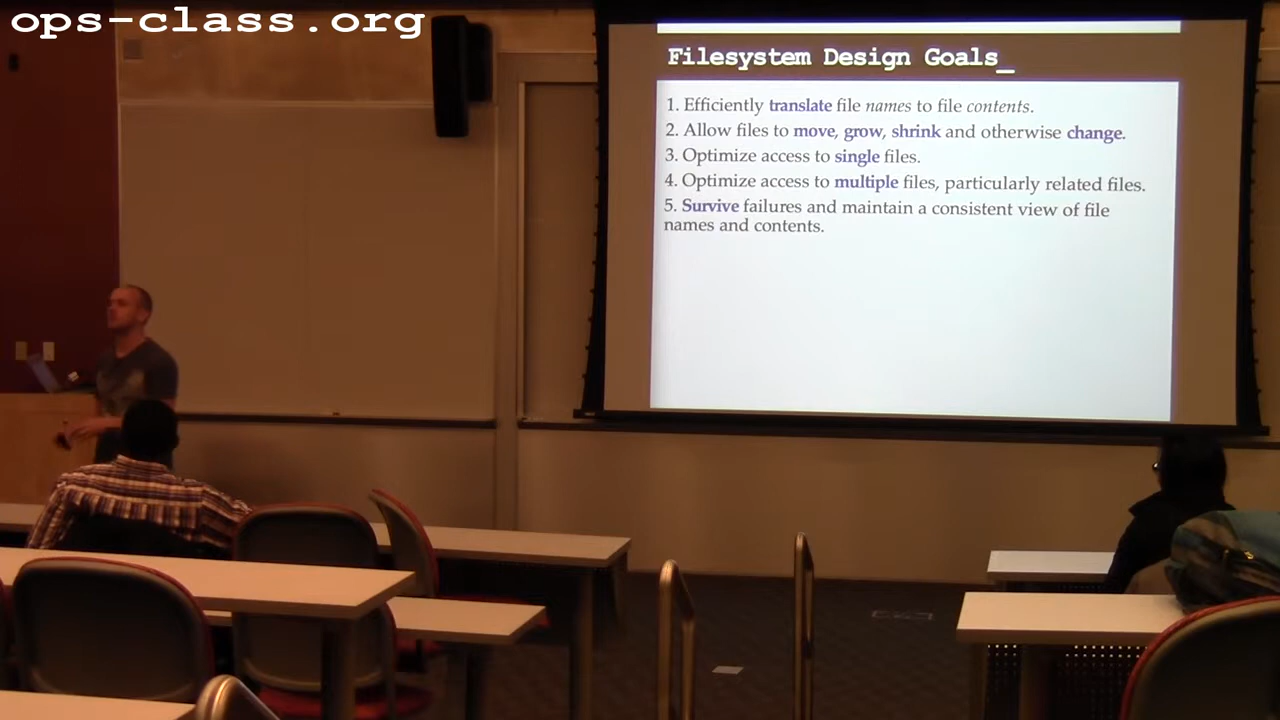 ops-class.org
Filesystem Design Goals_
1. Efficiently translate file names to file contents.
2. Allow files to move, grow, shrink and otherwise change.
3. Optimize access to single files.
4. Optimize access to multiple files, particularly related files.
5. Survive failures and maintain a consistent view of file
names and contents.